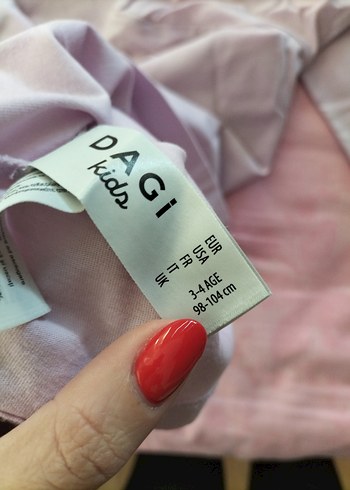 DAGi
kids
EUR
USA
FR
IT
UK
3-4 AGE
98-104 cm